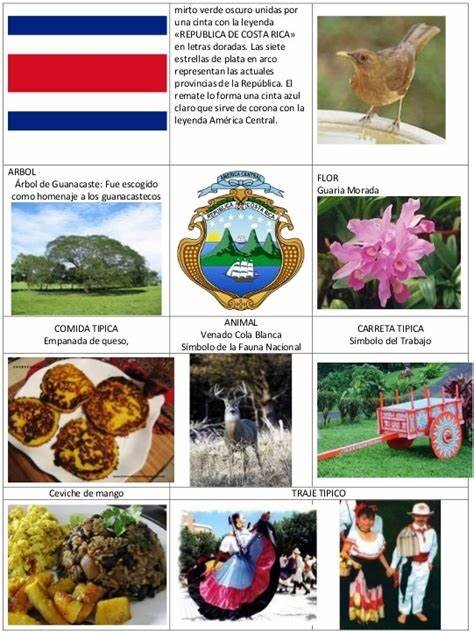 mirto verde oscuro unidas por
una cinta con la leyenda
«REPUBLICA DE COSTA RICA»
en letras doradas. Las siete
estrellas de plata en arco
representan las actuales
provincias de la República. El
remate lo forma una cinta azul
claro que sirve de corona con la
leyenda América Central.
ARBOL
Árbol de Guanacaste: Fue escogido
como homenaje a los guanacastecos
AMERICA CENTRAL
REPUBLICA DE COSTA RICA
FLOR
Guaria Morada
COMIDA TIPICA
Empanada de queso,
ANIMAL
Venado Cola Blanca
Símbolo de la Fauna Nacional
CARRETA TIPICA
Símbolo del Trabajo
Ceviche de mango
TRAJE TIPICO